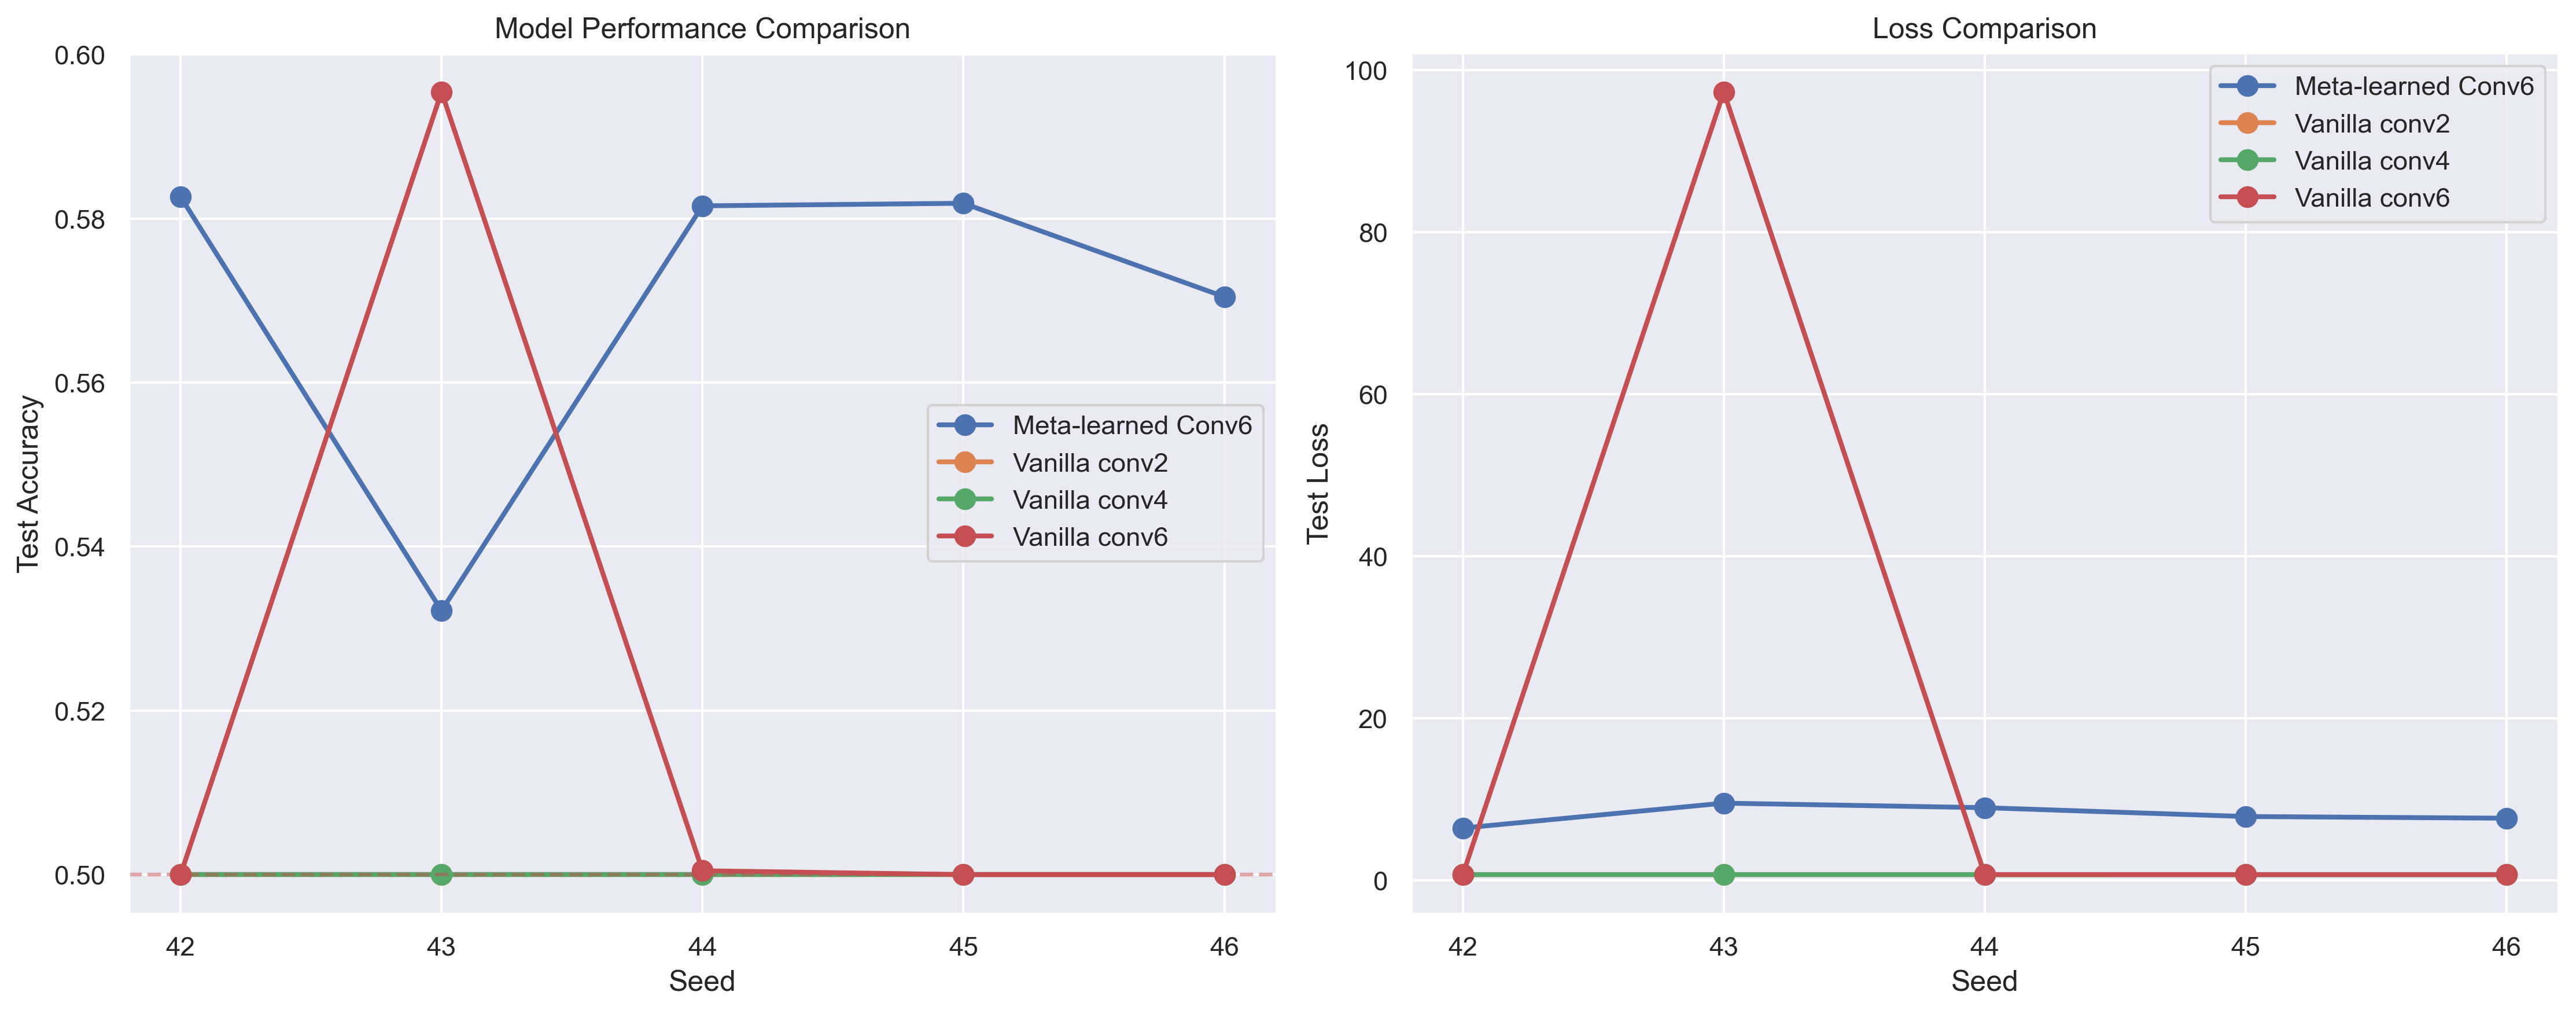 Model Performance Comparison
0.60
0.58
0.56
0.54
0.52
0.50
Test Accuracy
Meta-learned Conv6
Vanilla conv2
Vanilla conv4
Vanilla conv6
42 43 44 45 46
Seed
Loss Comparison
100
80
60
40
20
0
Test Loss
Meta-learned Conv6
Vanilla conv2
Vanilla conv4
Vanilla conv6
42 43 44 45 46
Seed